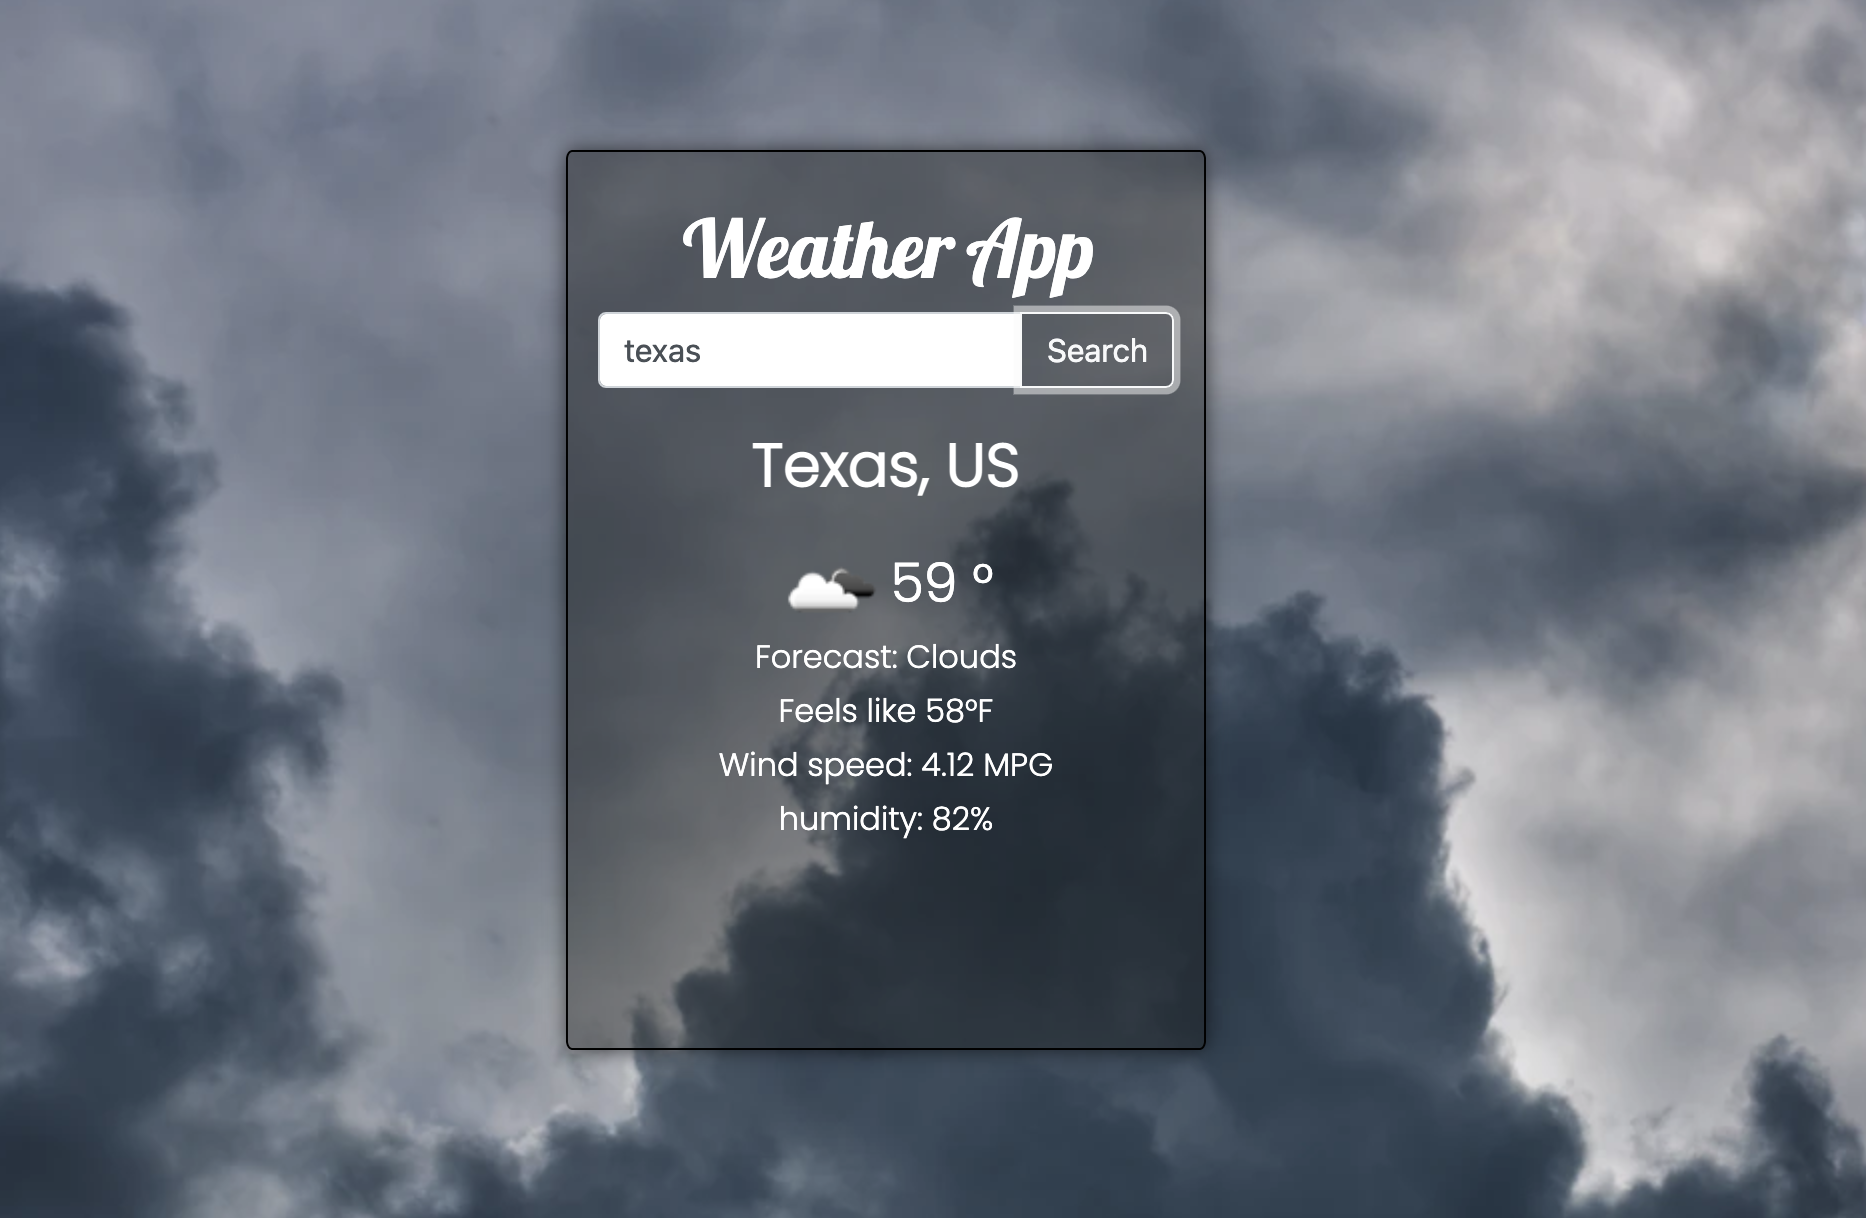 Weather App
texas Search
Texas, US
59 °
Forecast: Clouds
Feels like 58°F
Wind speed: 4.12 MPG
humidity: 82%